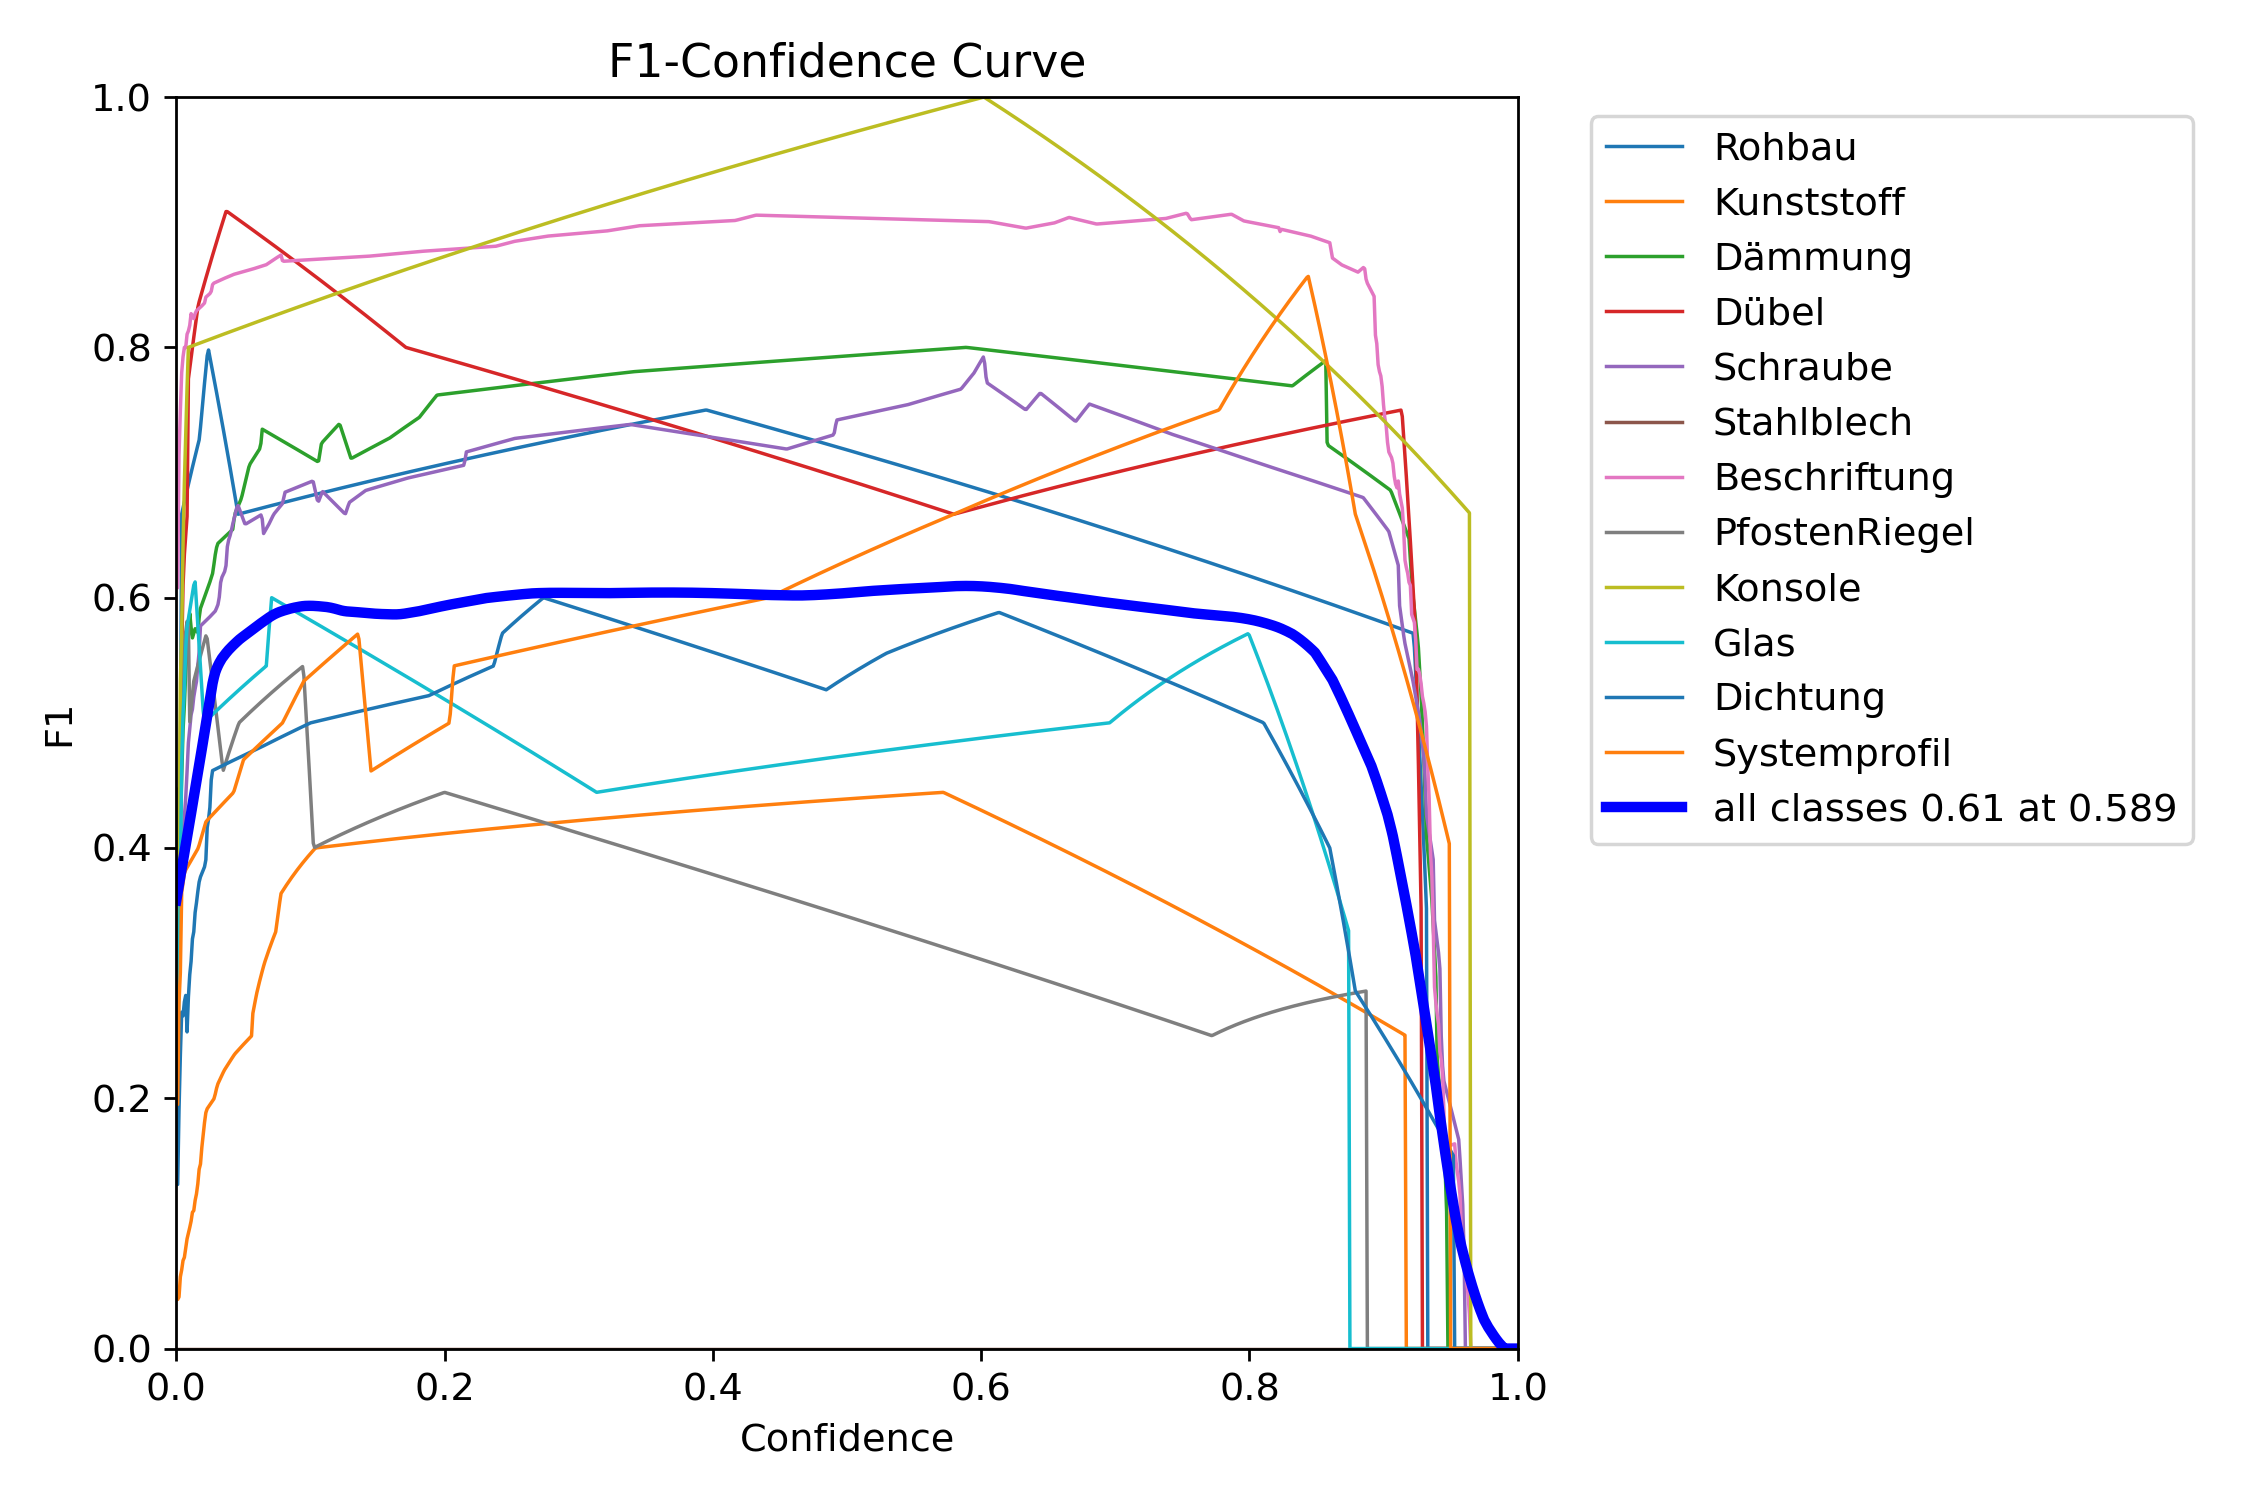 F1-Confidence Curve
1.0
0.8
0.6
0.4
0.2
0.0
F1
0.0 0.2 0.4 0.6 0.8 1.0
Confidence
Rohbau
Kunststoff
Dämmung
Dübel
Schraube
Stahlblech
Beschriftung
PfostenRiegel
Konsole
Glas
Dichtung
Systemprofil
all classes 0.61 at 0.589